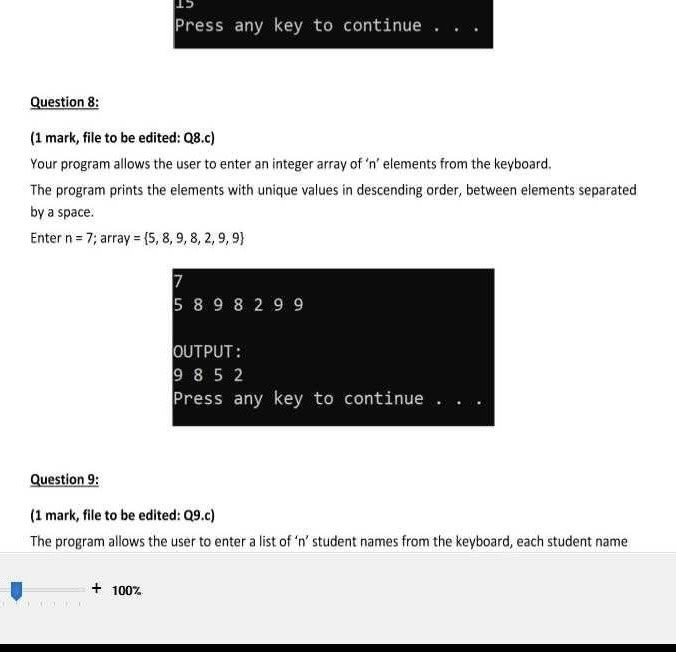 15
Press any key to continue . . .
Question 8:
(1 mark, file to be edited: Q8.c)
Your program allows the user to enter an integer array of ‘n’ elements from the keyboard.
The program prints the elements with unique values in descending order, between elements separated
by a space.
Enter n = 7; array = {5, 8, 9, 8, 2, 9, 9}
7
5 8 9 8 2 9 9
OUTPUT:
9 8 5 2
Press any key to continue . . .
Question 9:
(1 mark, file to be edited: Q9.c)
The program allows the user to enter a list of ‘n’ student names from the keyboard, each student name
+ 100%